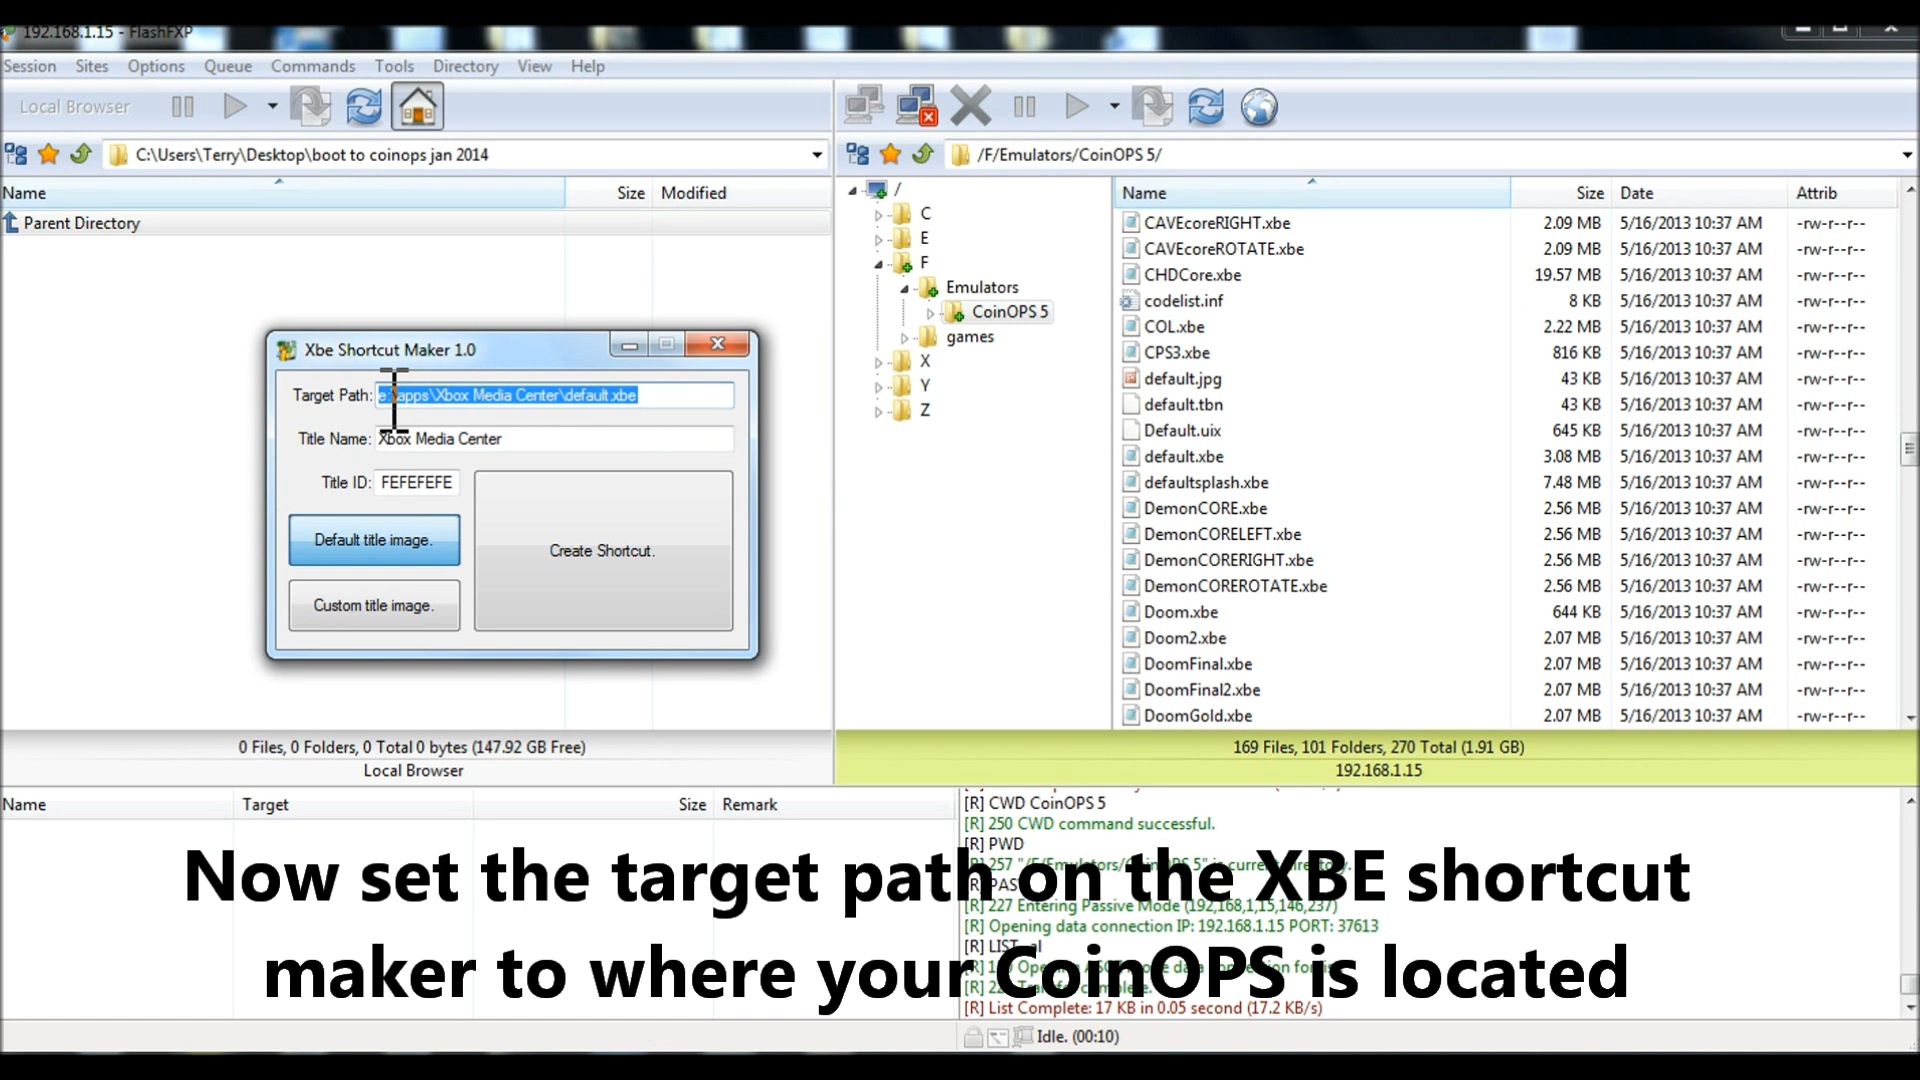 192.168.1.15 - FlashFXP
Session Sites Options Queue Commands Tools Directory View Help
Local Browser
C:\Users\Terry\Desktop\boot to coinops jan 2014
/F/Emulators/CoinOPS 5/
Name Size Modified
Parent Directory
/
C
E
F
Emulators
CoinOPS 5
games
X
Y
Z
Name Size Date Attrib
CAVEcoreRIGHT.xbe 2.09 MB 5/16/2013 10:37 AM -rw-r--r--
CAVEcoreROTATE.xbe 2.09 MB 5/16/2013 10:37 AM -rw-r--r--
CHDCore.xbe 19.57 MB 5/16/2013 10:37 AM -rw-r--r--
codelist.inf 8 KB 5/16/2013 10:37 AM -rw-r--r--
COL.xbe 2.22 MB 5/16/2013 10:37 AM -rw-r--r--
CPS3.xbe 816 KB 5/16/2013 10:37 AM -rw-r--r--
default.jpg 43 KB 5/16/2013 10:37 AM -rw-r--r--
default.tbn 43 KB 5/16/2013 10:37 AM -rw-r--r--
Default.uix 645 KB 5/16/2013 10:37 AM -rw-r--r--
default.xbe 3.08 MB 5/16/2013 10:37 AM -rw-r--r--
defaultsplash.xbe 7.48 MB 5/16/2013 10:37 AM -rw-r--r--
DemonCORE.xbe 2.56 MB 5/16/2013 10:37 AM -rw-r--r--
DemonCORELEFT.xbe 2.56 MB 5/16/2013 10:37 AM -rw-r--r--
DemonCORERIGHT.xbe 2.56 MB 5/16/2013 10:37 AM -rw-r--r--
DemonCOREROTATE.xbe 2.56 MB 5/16/2013 10:37 AM -rw-r--r--
Doom.xbe 644 KB 5/16/2013 10:37 AM -rw-r--r--
Doom2.xbe 2.07 MB 5/16/2013 10:37 AM -rw-r--r--
DoomFinal.xbe 2.07 MB 5/16/2013 10:37 AM -rw-r--r--
DoomFinal2.xbe 2.07 MB 5/16/2013 10:37 AM -rw-r--r--
DoomGold.xbe 2.07 MB 5/16/2013 10:37 AM -rw-r--r--
Xbe Shortcut Maker 1.0
Target Path: e:\apps\Xbox Media Center\default.xbe
Title Name: Xbox Media Center
Title ID: FEFEFEFE
Default title image.
Custom title image.
Create Shortcut.
0 Files, 0 Folders, 0 Total 0 bytes (147.92 GB Free)
Local Browser
169 Files, 101 Folders, 270 Total (1.91 GB)
192.168.1.15
Name Target Size Remark
[R] CWD CoinOPS 5
[R] 250 CWD command successful.
[R] PWD
[R] 227 Entering Passive Mode (192,168,1,15,146,237)
[R] Opening data connection IP: 192.168.1.15 PORT: 37613
[R] List Complete: 17 KB in 0.05 second (17.2 KB/s)
Idle. (00:10)
Now set the target path on the XBE shortcut
maker to where your CoinOPS is located